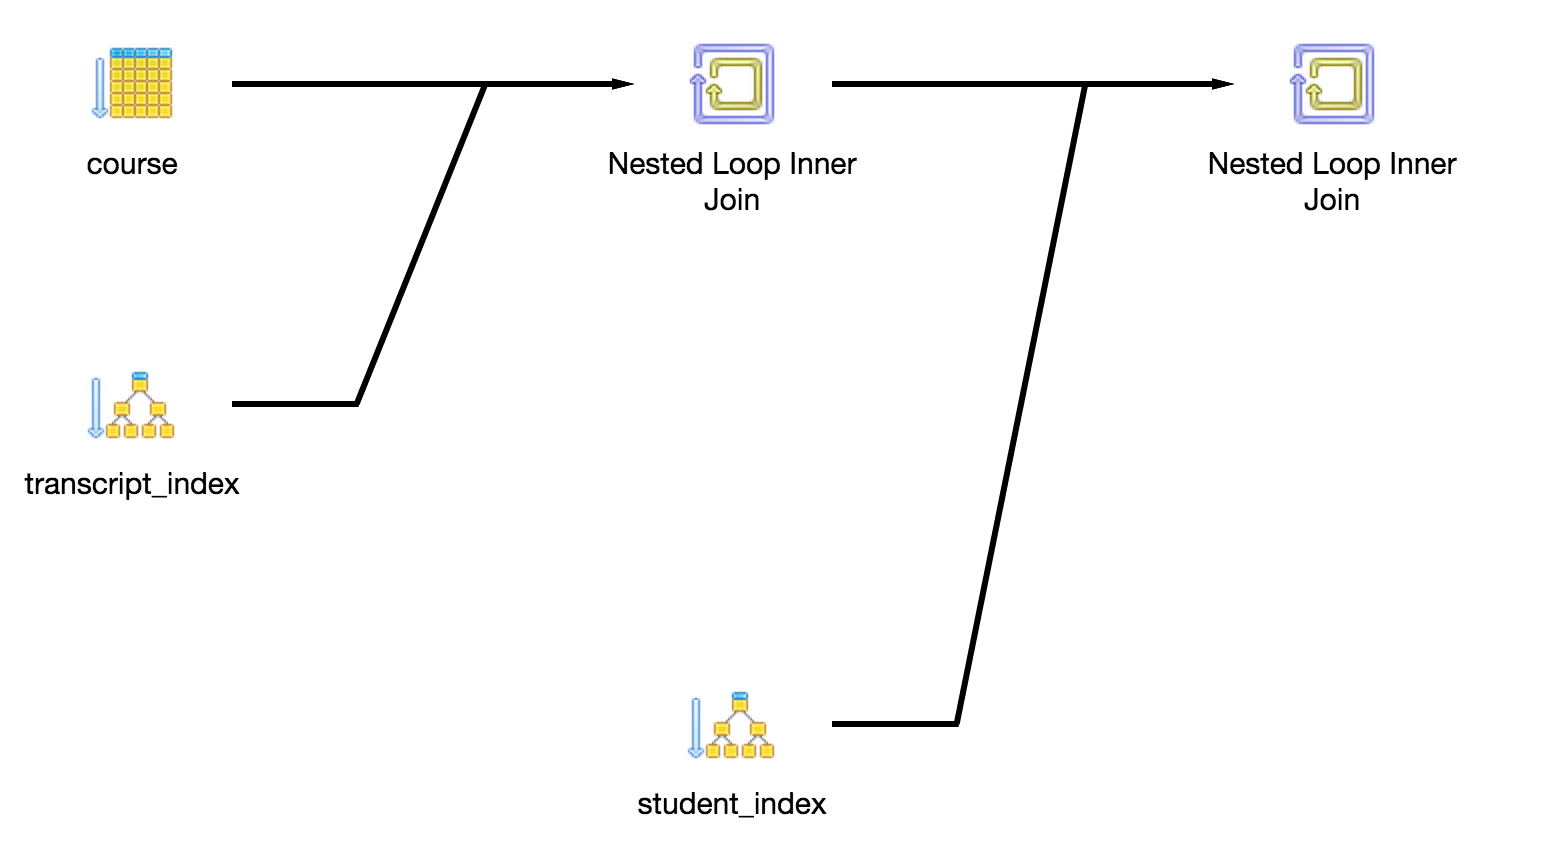 course
Nested Loop Inner
Join
Nested Loop Inner
Join
transcript_index
student_index